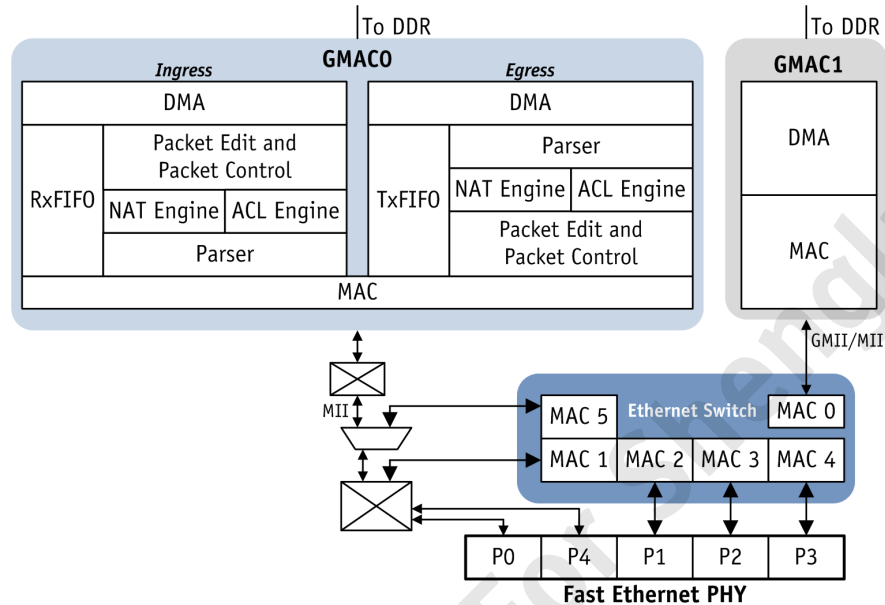 To DDR
To DDR
GMAC0
GMAC1
Ingress
Egress
DMA
DMA
DMA
RxFIFO
Packet Edit and
Packet Control
NAT Engine
ACL Engine
Parser
TxFIFO
Parser
NAT Engine
ACL Engine
Packet Edit and
Packet Control
MAC
MAC
GMII/MII
MII
Ethernet Switch
MAC 5
MAC 0
MAC 1
MAC 2
MAC 3
MAC 4
P0
P4
P1
P2
P3
Fast Ethernet PHY
For Shengl